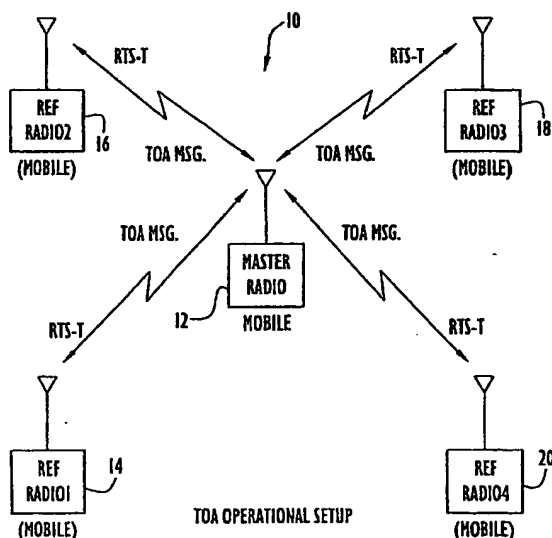 10
RTS-T
RTS-T
REF
RADIO2
16
(MOBILE)
REF
RADIO3
18
(MOBILE)
TOA MSG.
TOA MSG.
TOA MSG.
TOA MSG.
MASTER
RADIO
12
MOBILE
RTS-T
RTS-T
REF
RADIO1
14
(MOBILE)
REF
RADIO4
20
(MOBILE)
TOA OPERATIONAL SETUP